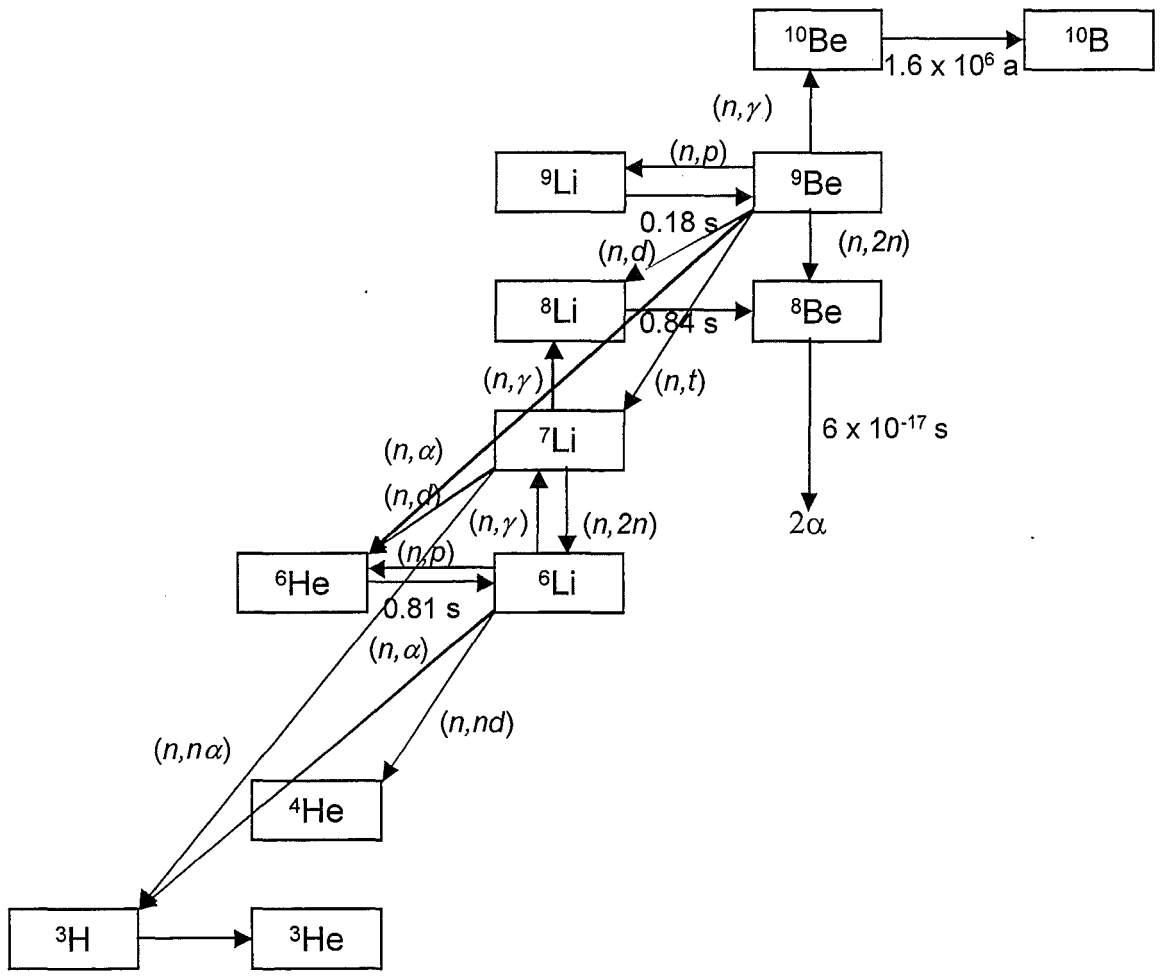 ¹⁰Be
¹⁰B
1.6 x 10⁶ a
(n,γ)
(n,p)
⁹Li
⁹Be
0.18 s
(n,2n)
(n,d)
⁸Li
⁸Be
0.84 s
(n,γ)
(n,t)
⁷Li
6 x 10⁻¹⁷ s
(n,α)
(n,d)
(n,γ)
(n,2n)
2α
(n,p)
⁶He
⁶Li
0.81 s
(n,α)
(n,nd)
(n,nα)
⁴He
³H
³He